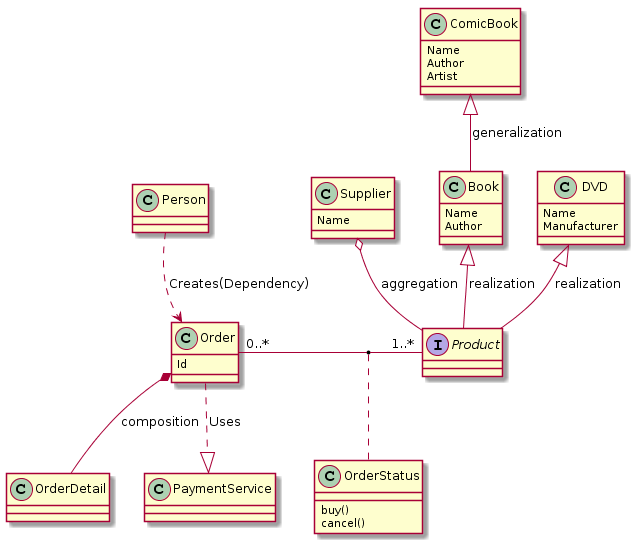 C ComicBook
Name
Author
Artist
generalization
C Person
C Supplier
Name
C Book
Name
Author
C DVD
Name
Manufacturer
Creates(Dependency)
aggregation
realization
realization
C Order
Id
0..*
1..*
I Product
composition
Uses
C OrderDetail
C PaymentService
C OrderStatus
buy()
cancel()